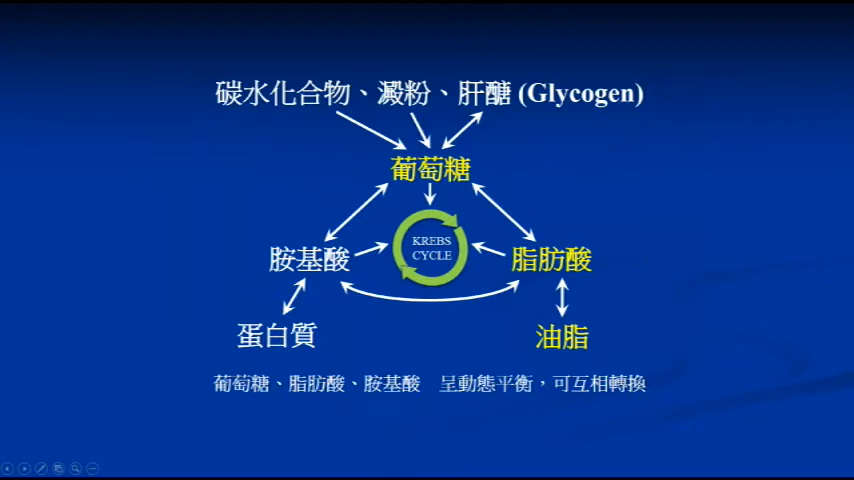 碳水化合物、澱粉、肝醣 (Glycogen)
葡萄糖
KREBS
CYCLE
胺基酸
脂肪酸
蛋白質
油脂
葡萄糖、脂肪酸、胺基酸　呈動態平衡，可互相轉換